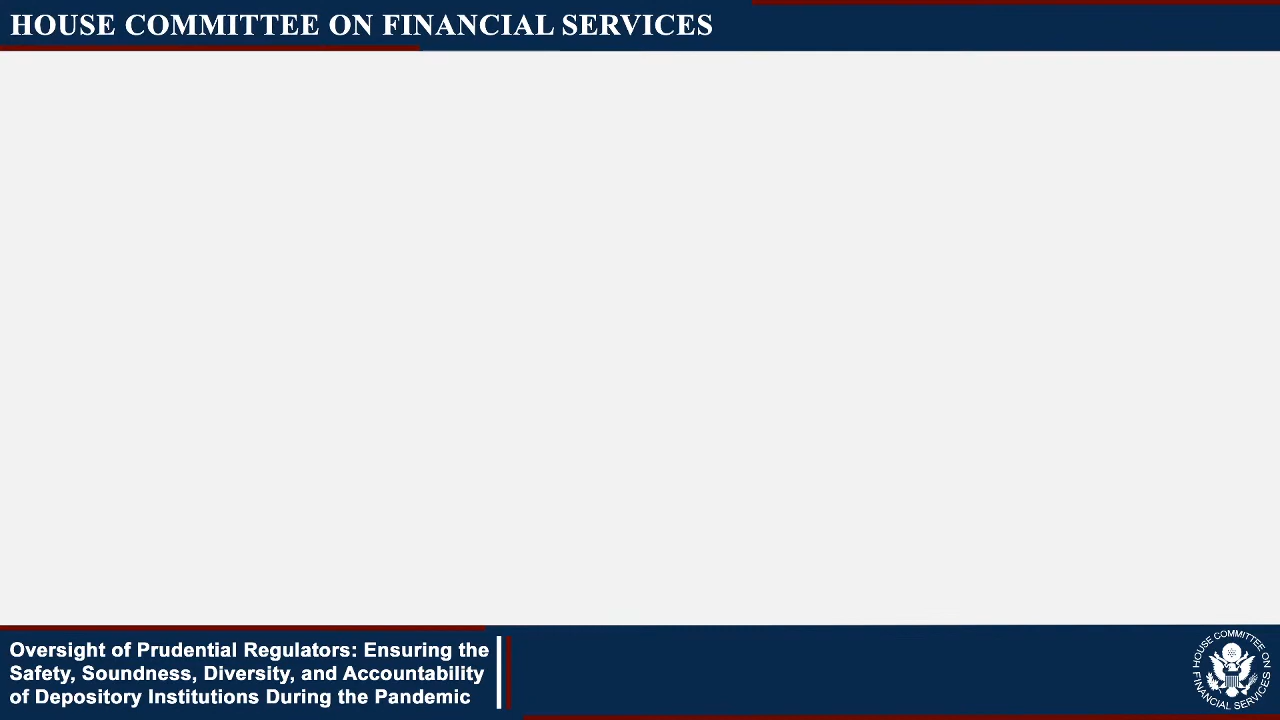 HOUSE COMMITTEE ON FINANCIAL SERVICES
Oversight of Prudential Regulators: Ensuring the
Safety, Soundness, Diversity, and Accountability
of Depository Institutions During the Pandemic
HOUSE COMMITTEE ON
FINANCIAL SERVICES